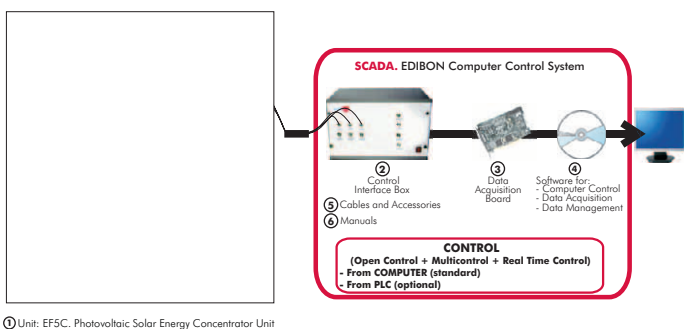 SCADA. EDIBON Computer Control System
②
Control
Interface Box
③
Data
Acquisition
Board
④
Software for:
- Computer Control
- Data Acquisition
- Data Management
⑤ Cables and Accessories
⑥ Manuals
CONTROL
(Open Control + Multicontrol + Real Time Control)
- From COMPUTER (standard)
- From PLC (optional)
① Unit: EF5C. Photovoltaic Solar Energy Concentrator Unit